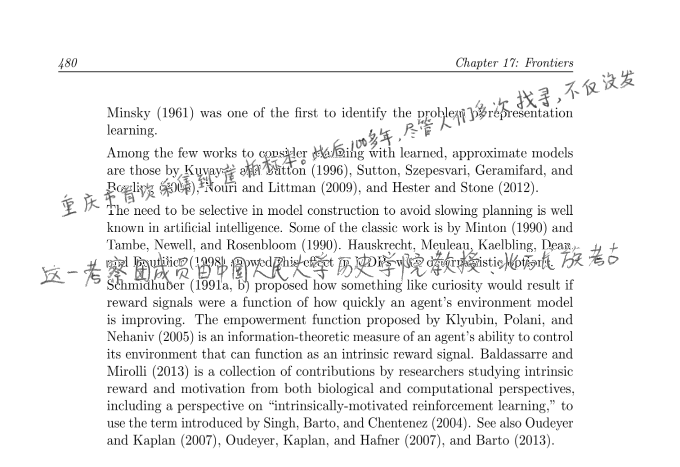 480 Chapter 17: Frontiers
Minsky (1961) was one of the first to identify the problem of representation
learning.
Among the few works to consider planning with learned, approximate models
are those by Kuvayev and Sutton (1996), Sutton, Szepesvari, Geramifard, and
Bowling (2008), Nouri and Littman (2009), and Hester and Stone (2012).
The need to be selective in model construction to avoid slowing planning is well
known in artificial intelligence. Some of the classic work is by Minton (1990) and
Tambe, Newell, and Rosenbloom (1990). Hauskrecht, Meuleau, Kaelbling, Dean,
and Boutilier (1998) showed this effect in MDPs with deterministic options.
Schmidhuber (1991a, b) proposed how something like curiosity would result if
reward signals were a function of how quickly an agent's environment model
is improving. The empowerment function proposed by Klyubin, Polani, and
Nehaniv (2005) is an information-theoretic measure of an agent's ability to control
its environment that can function as an intrinsic reward signal. Baldassarre and
Mirolli (2013) is a collection of contributions by researchers studying intrinsic
reward and motivation from both biological and computational perspectives,
including a perspective on “intrinsically-motivated reinforcement learning,” to
use the term introduced by Singh, Barto, and Chentenez (2004). See also Oudeyer
and Kaplan (2007), Oudeyer, Kaplan, and Hafner (2007), and Barto (2013).
重庆市首次采集到崖柏标本。此后100多年,尽管人们多次找寻,不仅没发
这一考察团成员由中国人民大学历史学院教授、北方民族考古